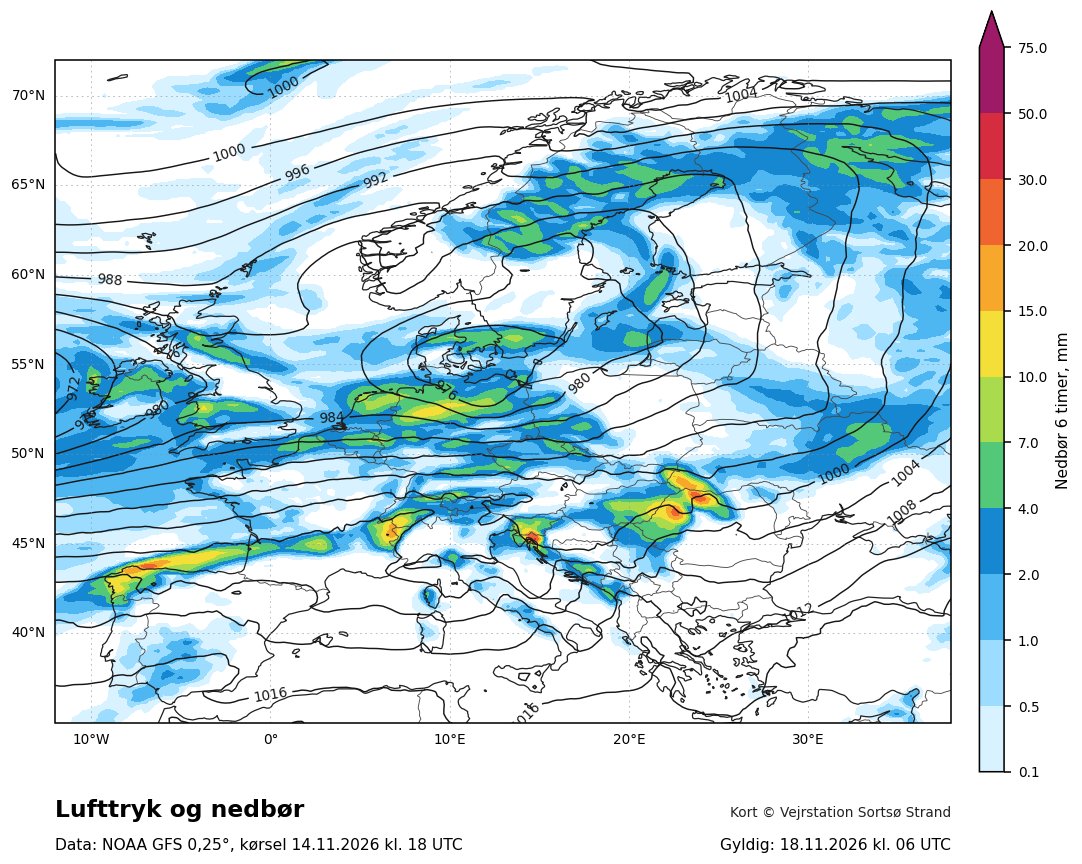 75.0
50.0
30.0
20.0
15.0
10.0
7.0
4.0
2.0
1.0
0.5
0.1
Nedbør 6 timer, mm
70°N
65°N
60°N
55°N
50°N
45°N
40°N
10°W
0°
10°E
20°E
30°E
1000
1004
1000
996
992
988
972
976
980
984
976
980
1000
1004
1008
1012
1016
1016
Lufttryk og nedbør
Kort © Vejrstation Sortsø Strand
Data: NOAA GFS 0,25°, kørsel 14.11.2026 kl. 18 UTC
Gyldig: 18.11.2026 kl. 06 UTC